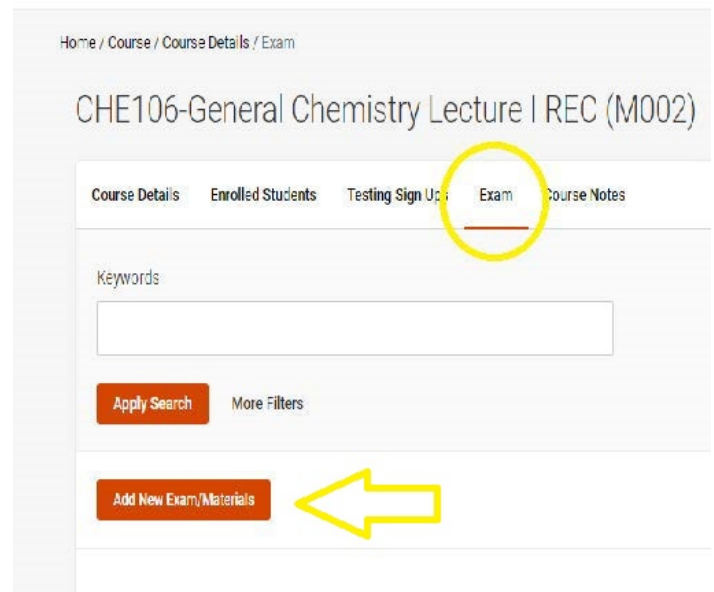 Home / Course / Course Details / Exam
CHE106-General Chemistry Lecture I REC (M002)
Course Details Enrolled Students Testing Sign Ups Exam Course Notes
Keywords
Apply Search More Filters
Add New Exam/Materials